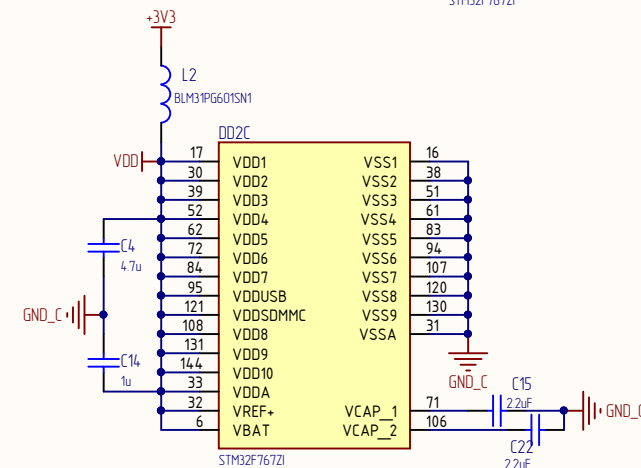 STM32F767ZI
+3V3
L2
BLM31PG601SN1
DD2C
VDD
17 VDD1 VSS1 16
30 VDD2 VSS2 38
39 VDD3 VSS3 51
52 VDD4 VSS4 61
62 VDD5 VSS5 83
72 VDD6 VSS6 94
84 VDD7 VSS7 107
95 VDDUSB VSS8 120
121 VDDSDMMC VSS9 130
108 VDD8 VSSA 31
131 VDD9
144 VDD10
33 VDDA
32 VREF+ VCAP_1 71
6 VBAT VCAP_2 106
STM32F767ZI
C4
4.7u
GND_C
C14
1u
GND_C
C15
2.2uF
GND_C
C22
2.2uF